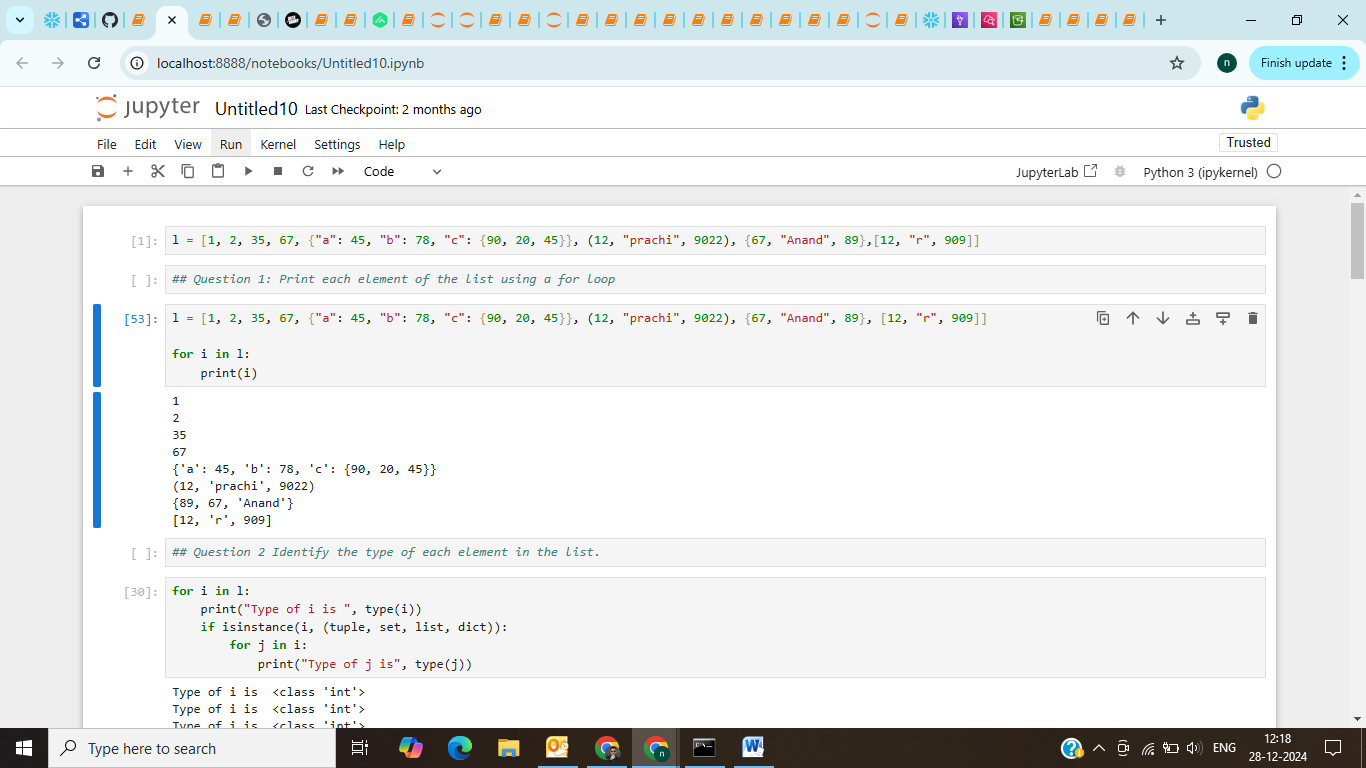 localhost:8888/notebooks/Untitled10.ipynb
n
Finish update
jupyter Untitled10 Last Checkpoint: 2 months ago
File Edit View Run Kernel Settings Help
Trusted
Code
JupyterLab
Python 3 (ipykernel)
[1]: l = [1, 2, 35, 67, {"a": 45, "b": 78, "c": {90, 20, 45}}, (12, "prachi", 9022), {67, "Anand", 89},[12, "r", 909]]
[ ]: ## Question 1: Print each element of the list using a for loop
[53]: l = [1, 2, 35, 67, {"a": 45, "b": 78, "c": {90, 20, 45}}, (12, "prachi", 9022), {67, "Anand", 89}, [12, "r", 909]]
for i in l:
    print(i)
1
2
35
67
{'a': 45, 'b': 78, 'c': {90, 20, 45}}
(12, 'prachi', 9022)
{89, 67, 'Anand'}
[12, 'r', 909]
[ ]: ## Question 2 Identify the type of each element in the list.
[30]: for i in l:
    print("Type of i is ", type(i))
    if isinstance(i, (tuple, set, list, dict)):
        for j in i:
            print("Type of j is", type(j))
Type of i is  <class 'int'>
Type of i is  <class 'int'>
Type of i is  <class 'int'>
Type here to search
ENG
12:18
28-12-2024